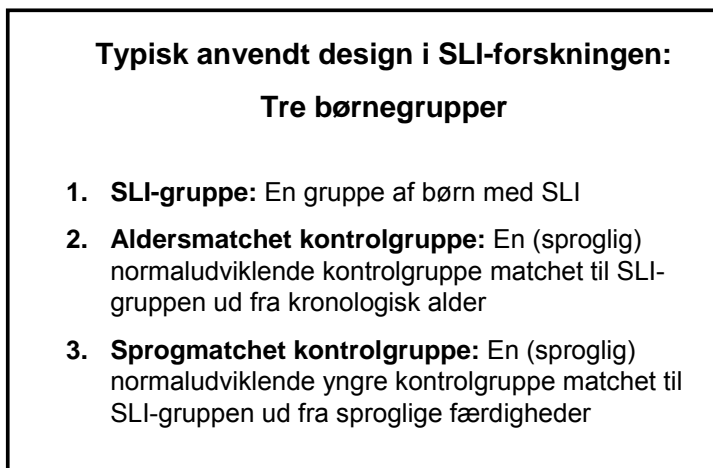 Typisk anvendt design i SLI-forskningen:
Tre børnegrupper
1. SLI-gruppe: En gruppe af børn med SLI
2. Aldersmatchet kontrolgruppe: En (sproglig)
normaludviklende kontrolgruppe matchet til SLI-
gruppen ud fra kronologisk alder
3. Sprogmatchet kontrolgruppe: En (sproglig)
normaludviklende yngre kontrolgruppe matchet til
SLI-gruppen ud fra sproglige færdigheder